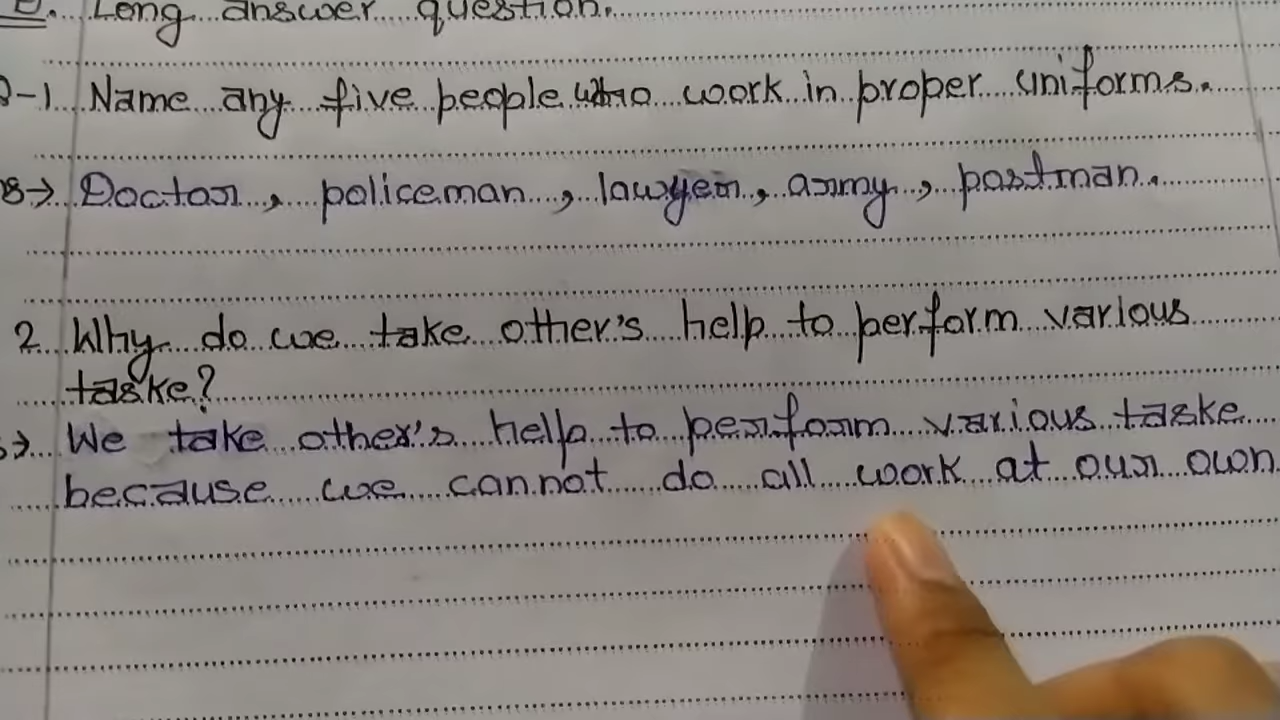 E. Long answer question.
Q-1 Name any five people who work in proper uniforms.
Doctor, policeman, lawyer, army, postman.
2. Why do we take other's help to perform various
taske?
We take other's help to perform various taske
because we cannot do all work at our own